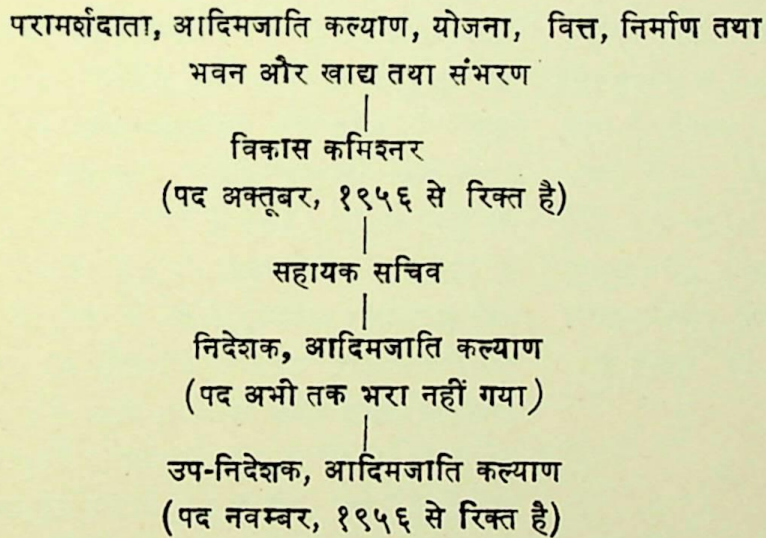 परामर्शदाता, आदिमजाति कल्याण, योजना, वित्त, निर्माण तथा
भवन और खाद्य तथा संभरण
विकास कमिश्नर
(पद अक्तूबर, १९५६ से रिक्त है)
सहायक सचिव
निदेशक, आदिमजाति कल्याण
(पद अभी तक भरा नहीं गया)
उप-निदेशक, आदिमजाति कल्याण
(पद नवम्बर, १९५६ से रिक्त है)